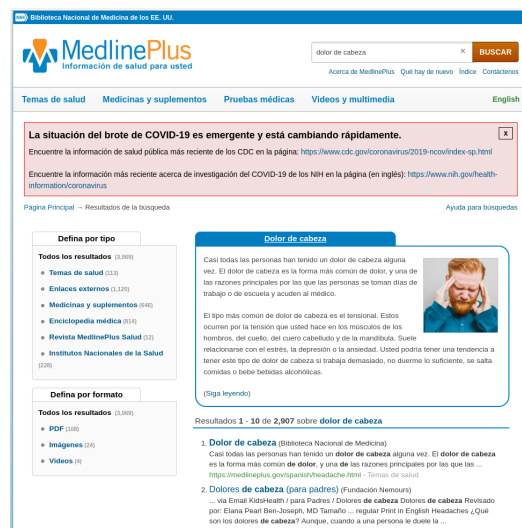 NIH Biblioteca Nacional de Medicina de los EE. UU.
MedlinePlus
Información de salud para usted
dolor de cabeza × BUSCAR
Acerca de MedlinePlus Qué hay de nuevo Índice Contáctenos
Temas de salud Medicinas y suplementos Pruebas médicas Videos y multimedia English
La situación del brote de COVID-19 es emergente y está cambiando rápidamente. x
Encuentre la información de salud pública más reciente de los CDC en la página: https://www.cdc.gov/coronavirus/2019-ncov/index-sp.html
Encuentre la información más reciente acerca de investigación del COVID-19 de los NIH en la página (en inglés): https://www.nih.gov/health-
information/coronavirus
Página Principal → Resultados de la búsqueda Ayuda para búsquedas
Defina por tipo
Todos los resultados (3,069)
Temas de salud (113)
Enlaces externos (1,120)
Medicinas y suplementos (646)
Enciclopedia médica (814)
Revista MedlinePlus Salud (12)
Institutos Nacionales de la Salud
(228)
Defina por formato
Todos los resultados (3,069)
PDF (108)
Imágenes (24)
Videos (4)
Dolor de cabeza
Casi todas las personas han tenido un dolor de cabeza alguna
vez. El dolor de cabeza es la forma más común de dolor, y una de
las razones principales por las que las personas se toman días de
trabajo o de escuela y acuden al médico.
El tipo más común de dolor de cabeza es el tensional. Estos
ocurren por la tensión que usted hace en los músculos de los
hombros, del cuello, del cuero cabelludo y de la mandíbula. Suele
relacionarse con el estrés, la depresión o la ansiedad. Usted podría tener una tendencia a
tener este tipo de dolor de cabeza si trabaja demasiado, no duerme lo suficiente, se salta
comidas o bebe bebidas alcohólicas.
(Siga leyendo)
Resultados 1 - 10 de 2,907 sobre dolor de cabeza
1. Dolor de cabeza (Biblioteca Nacional de Medicina)
Casi todas las personas han tenido un dolor de cabeza alguna vez. El dolor de cabeza
es la forma más común de dolor, y una de las razones principales por las que las ...
https://medlineplus.gov/spanish/headache.html - Temas de salud
2. Dolores de cabeza (para padres) (Fundación Nemours)
... via Email KidsHealth / para Padres / Dolores de cabeza Dolores de cabeza Revisado
por: Elana Pearl Ben-Joseph, MD Tamaño ... regular Print in English Headaches ¿Qué
son los dolores de cabeza? Aunque, cuando a una persona le duele la ...